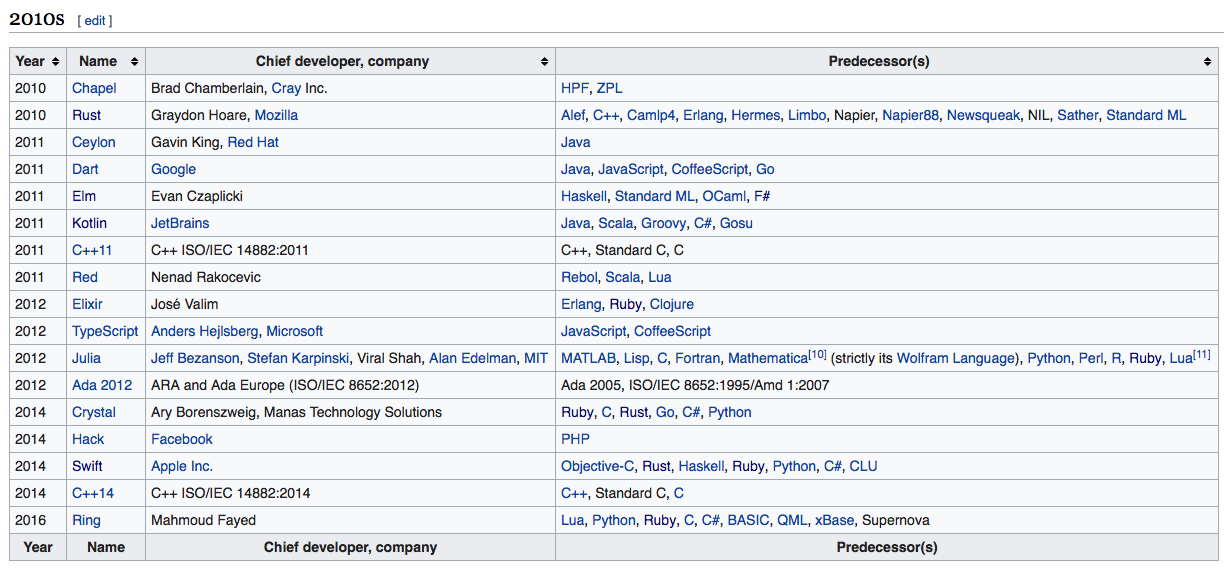 2010s [ edit ]
Year Name Chief developer, company Predecessor(s)
2010 Chapel Brad Chamberlain, Cray Inc. HPF, ZPL
2010 Rust Graydon Hoare, Mozilla Alef, C++, Camlp4, Erlang, Hermes, Limbo, Napier, Napier88, Newsqueak, NIL, Sather, Standard ML
2011 Ceylon Gavin King, Red Hat Java
2011 Dart Google Java, JavaScript, CoffeeScript, Go
2011 Elm Evan Czaplicki Haskell, Standard ML, OCaml, F#
2011 Kotlin JetBrains Java, Scala, Groovy, C#, Gosu
2011 C++11 C++ ISO/IEC 14882:2011 C++, Standard C, C
2011 Red Nenad Rakocevic Rebol, Scala, Lua
2012 Elixir José Valim Erlang, Ruby, Clojure
2012 TypeScript Anders Hejlsberg, Microsoft JavaScript, CoffeeScript
2012 Julia Jeff Bezanson, Stefan Karpinski, Viral Shah, Alan Edelman, MIT MATLAB, Lisp, C, Fortran, Mathematica[10] (strictly its Wolfram Language), Python, Perl, R, Ruby, Lua[11]
2012 Ada 2012 ARA and Ada Europe (ISO/IEC 8652:2012) Ada 2005, ISO/IEC 8652:1995/Amd 1:2007
2014 Crystal Ary Borenszweig, Manas Technology Solutions Ruby, C, Rust, Go, C#, Python
2014 Hack Facebook PHP
2014 Swift Apple Inc. Objective-C, Rust, Haskell, Ruby, Python, C#, CLU
2014 C++14 C++ ISO/IEC 14882:2014 C++, Standard C, C
2016 Ring Mahmoud Fayed Lua, Python, Ruby, C, C#, BASIC, QML, xBase, Supernova
Year Name Chief developer, company Predecessor(s)